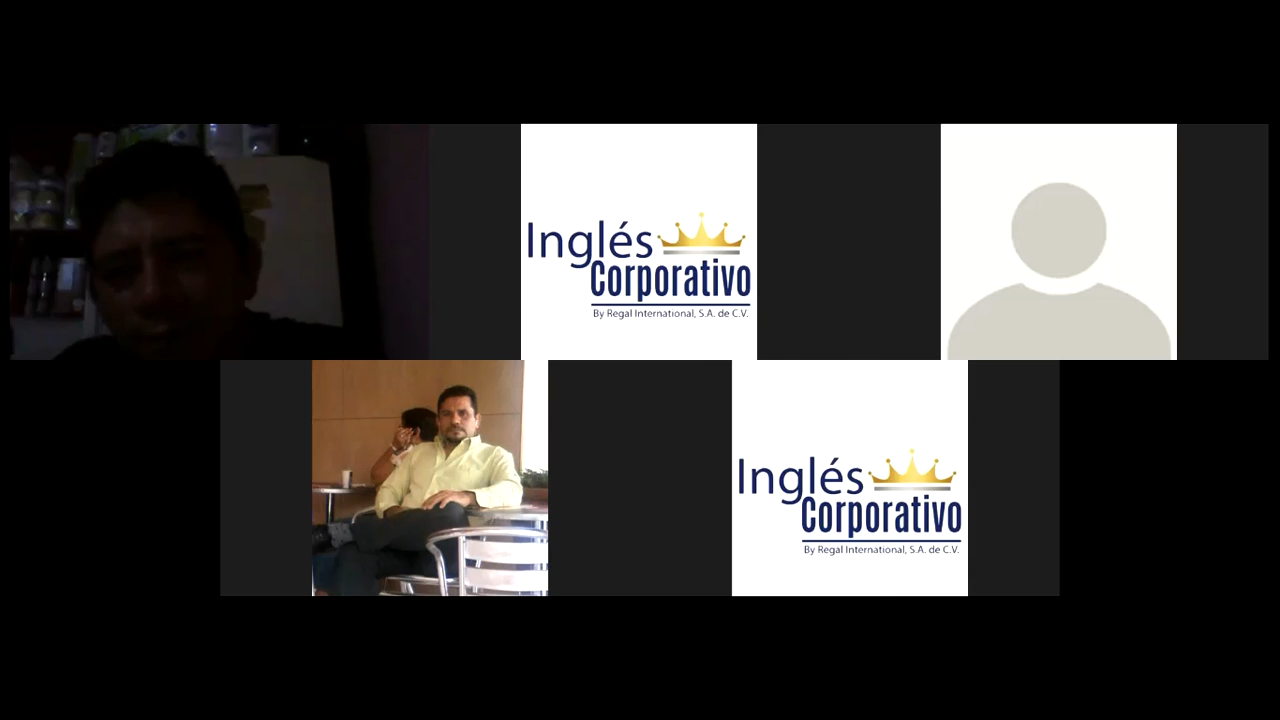 Inglés
Corporativo
By Regal International, S.A. de C.V.
Inglés
Corporativo
By Regal International, S.A. de C.V.